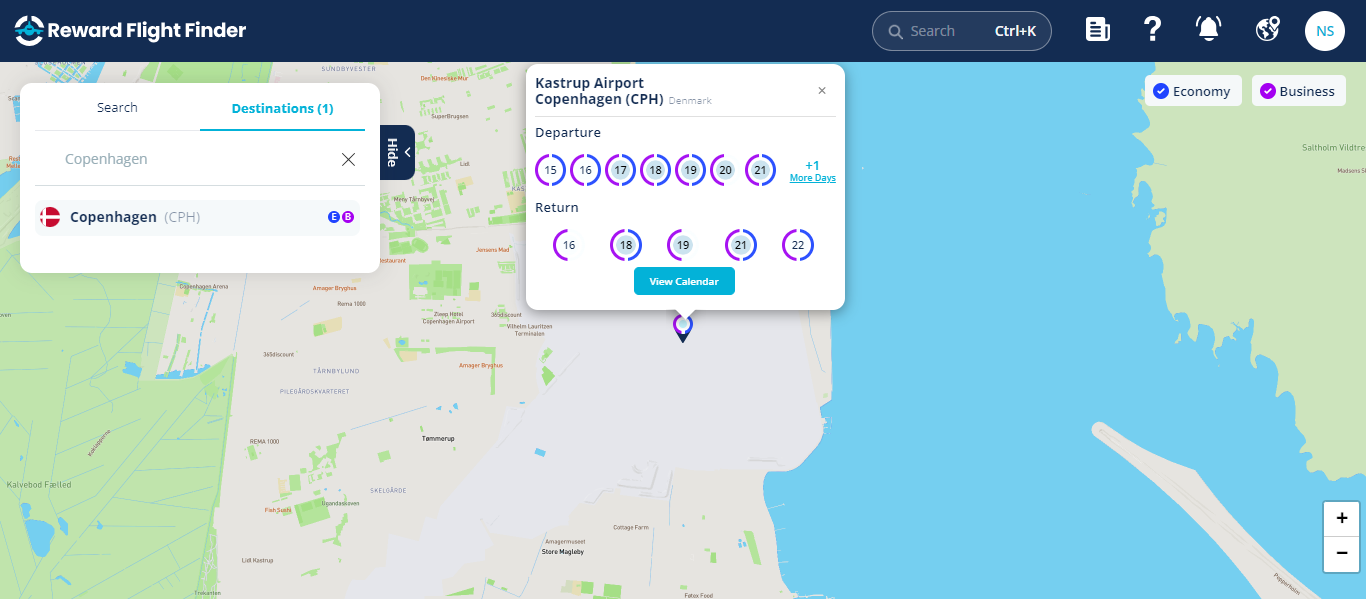 Reward Flight Finder
Search
Ctrl+K
NS
Search
Destinations (1)
Copenhagen
Copenhagen (CPH)
E B
Hide
Kastrup Airport
Copenhagen (CPH) Denmark
Departure
15 16 17 18 19 20 21
+1
More Days
Return
16 18 19 21 22
View Calendar
Economy
Business
SUNDBYVESTER
SuperBrugsen
Lidl
Meny Tårnbyvej
Jensens Mad
Restaurant
Copenhagen Arena
Amager Bryghus
Rema 1000
Zleep Hotel
Copenhagen Airport
365discount
Vilhelm Lauritzen
Terminalen
365discount
TÅRNBYLUND
Amager Bryghus
PILEGÅRDSKVARTERET
REMA 1000
Tømmerup
Kalvebod Fælled
SKELGÅRDE
Fish Sushi
Ugandaskoven
Cottage Farm
Amagermuseet
Store Magleby
Lidl Kastrup
Føtex Food
Saltholm Vildtre
Peberholm
+
−